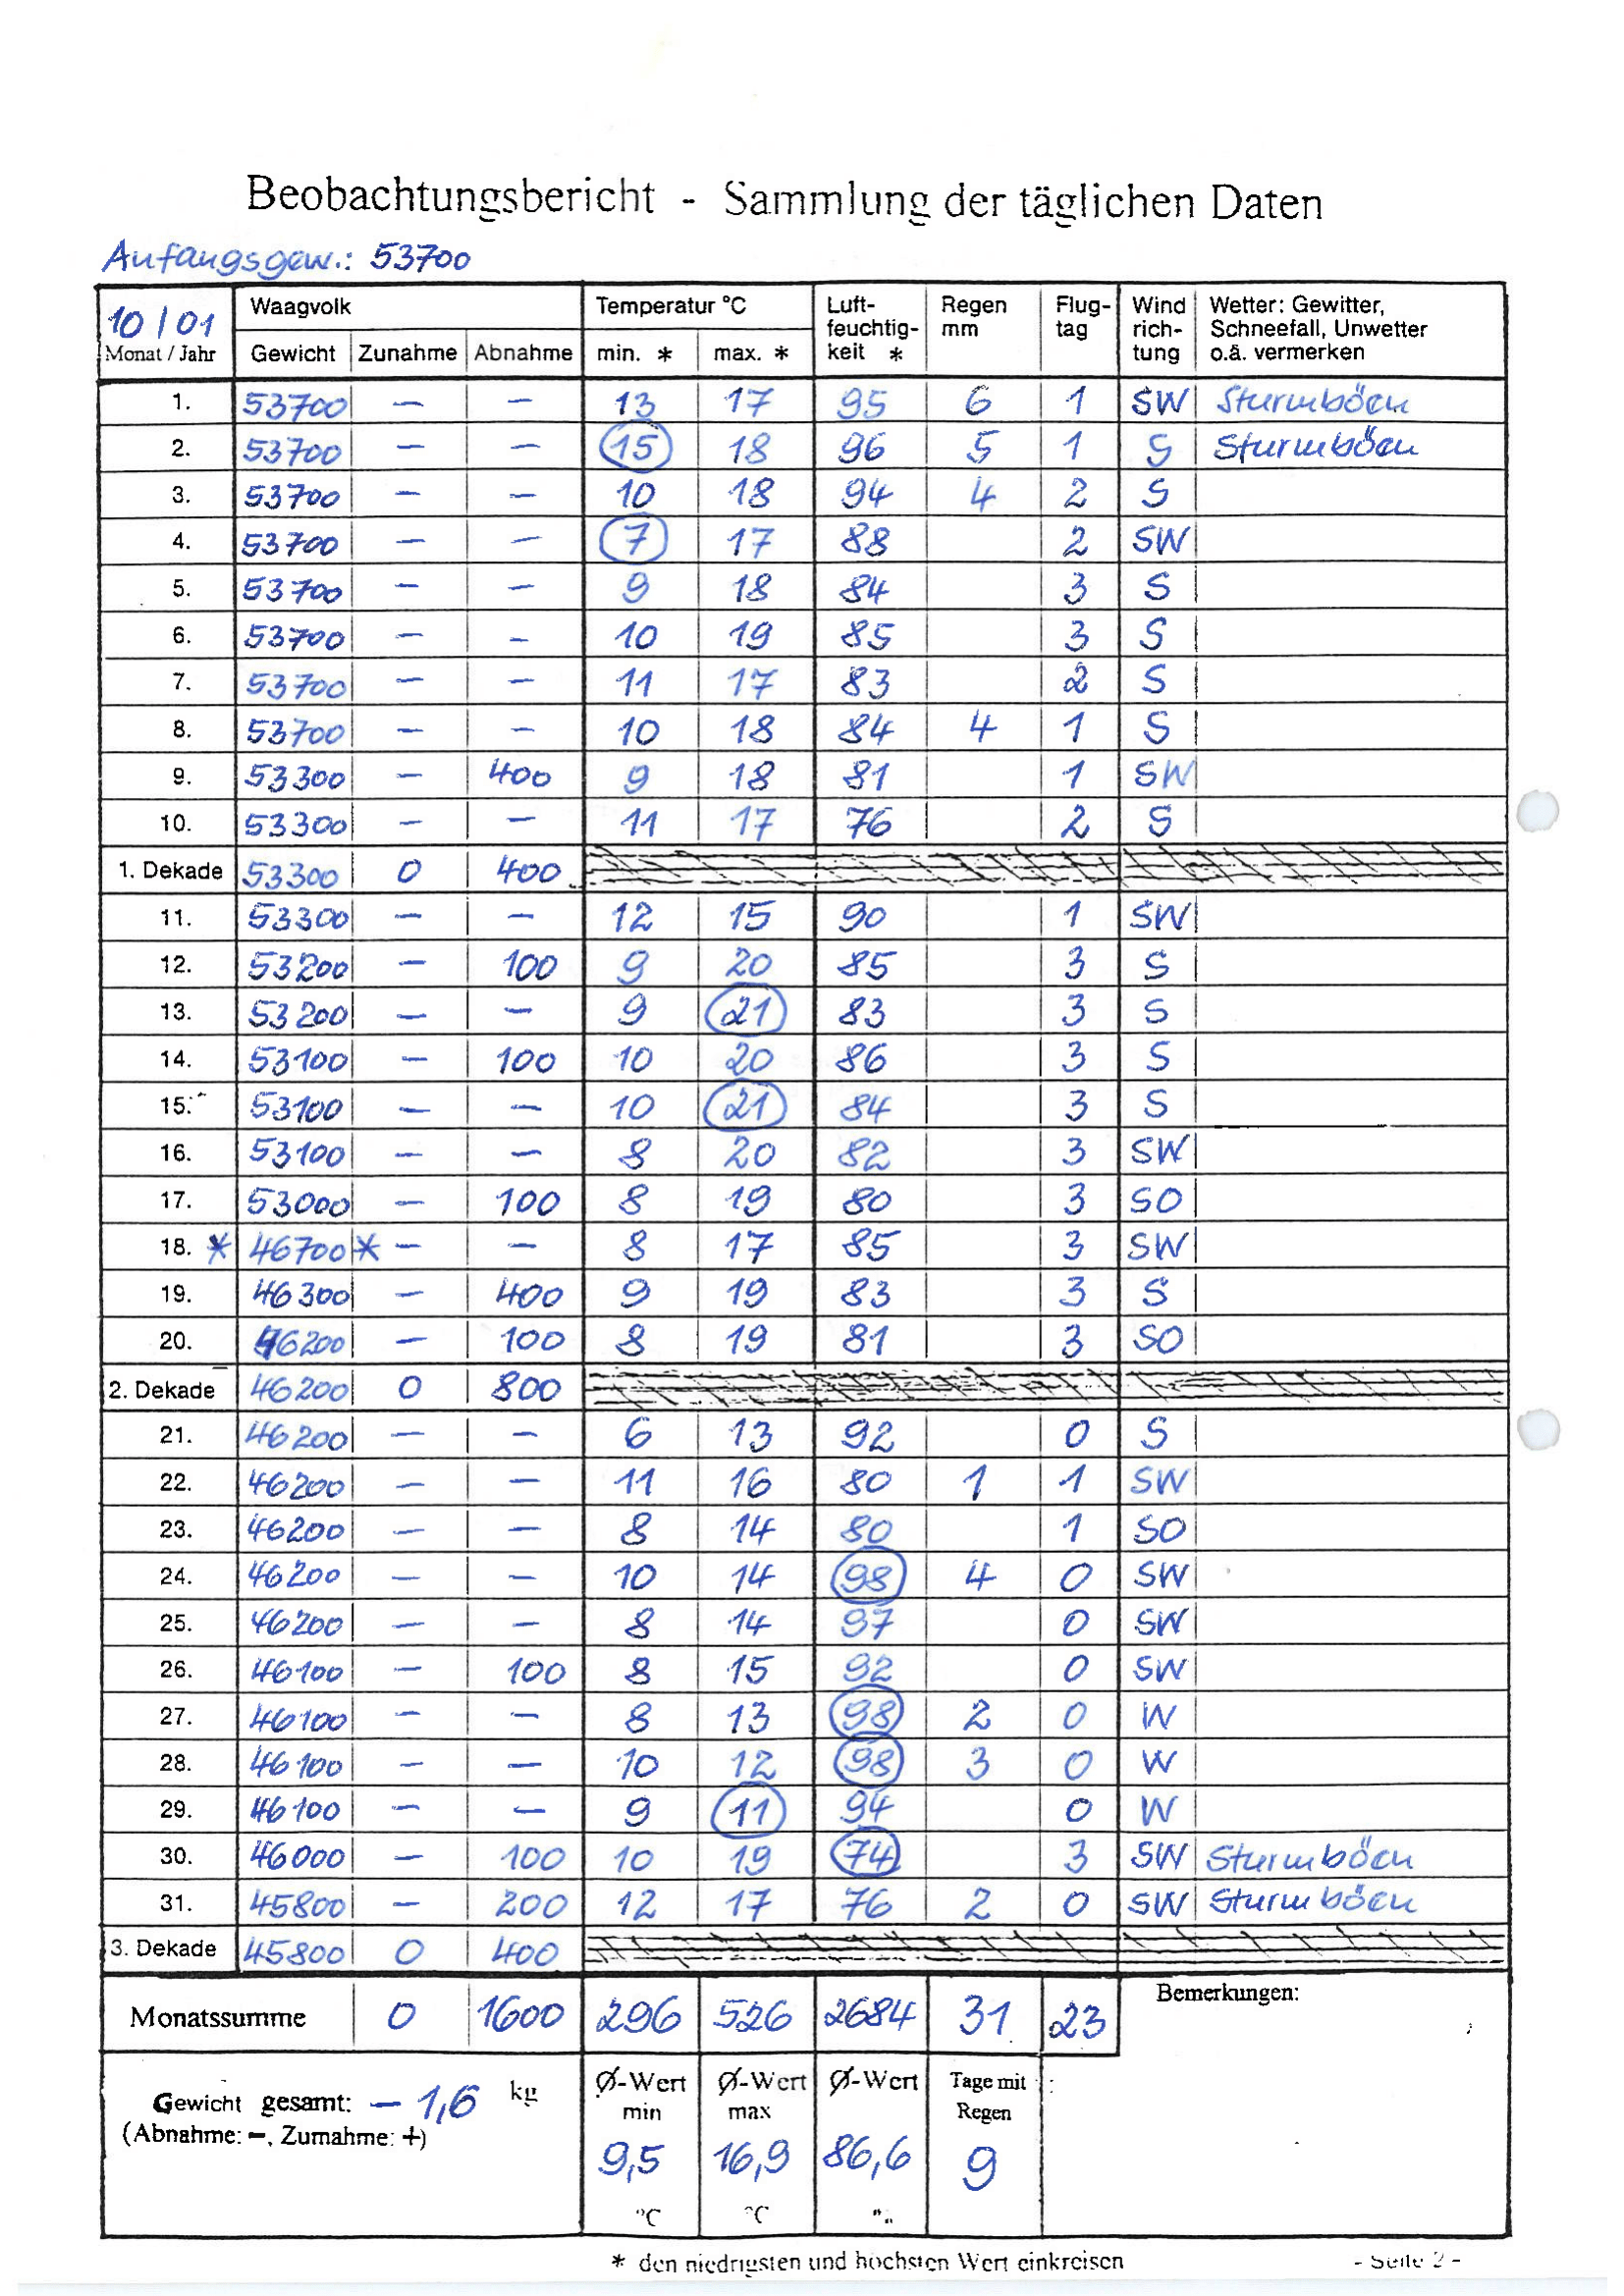 Beobachtungsbericht - Sammlung der täglichen Daten
Anfangsgew.: 53700
10/01 Waagvolk Temperatur °C Luft- Regen Flug- Wind Wetter: Gewitter,
feuchtig- mm tag rich- Schneefall, Unwetter
Monat / Jahr Gewicht Zunahme Abnahme min. * max. * keit * tung o.ä. vermerken
1. 53700 – – 13 17 95 6 1 SW Sturmböen
2. 53700 – – 15 18 96 5 1 S Sturmböen
3. 53700 – – 10 18 94 4 2 S
4. 53700 – – 7 17 88 2 SW
5. 53700 – – 9 18 84 3 S
6. 53700 – – 10 19 85 3 S
7. 53700 – – 11 17 83 2 S
8. 53700 – – 10 18 84 4 1 S
9. 53300 – 400 9 18 81 1 SW
10. 53300 – – 11 17 76 2 S
1. Dekade 53300 0 400
11. 53300 – – 12 15 90 1 SW
12. 53200 – 100 9 20 85 3 S
13. 53200 – – 9 21 83 3 S
14. 53100 – 100 10 20 86 3 S
15. 53100 – – 10 21 84 3 S
16. 53100 – – 8 20 82 3 SW
17. 53000 – 100 8 19 80 3 SO
18. * 46700 * – – 8 17 85 3 SW
19. 46300 – 400 9 19 83 3 S
20. 46200 – 100 8 19 81 3 SO
2. Dekade 46200 0 800
21. 46200 – – 6 13 92 0 S
22. 46200 – – 11 16 80 1 1 SW
23. 46200 – – 8 14 80 1 SO
24. 46200 – – 10 14 98 4 0 SW
25. 46200 – – 8 14 97 0 SW
26. 46100 – 100 8 15 92 0 SW
27. 46100 – – 8 13 98 2 0 W
28. 46100 – – 10 12 98 3 0 W
29. 46100 – – 9 11 94 0 W
30. 46000 – 100 10 19 74 3 SW Sturmböen
31. 45800 – 200 12 17 76 2 0 SW Sturmböen
3. Dekade 45800 0 400
Monatssumme 0 1600 296 526 2684 31 23 Bemerkungen:
Gewicht gesamt: – 1,6 kg Ø-Wert Ø-Wert Ø-Wert Tage mit
(Abnahme: –, Zumahme: +) min max Regen
9,5 16,9 86,6 9
°C °C
* den niedrigsten und höchsten Wert einkreisen - Seite 2 -